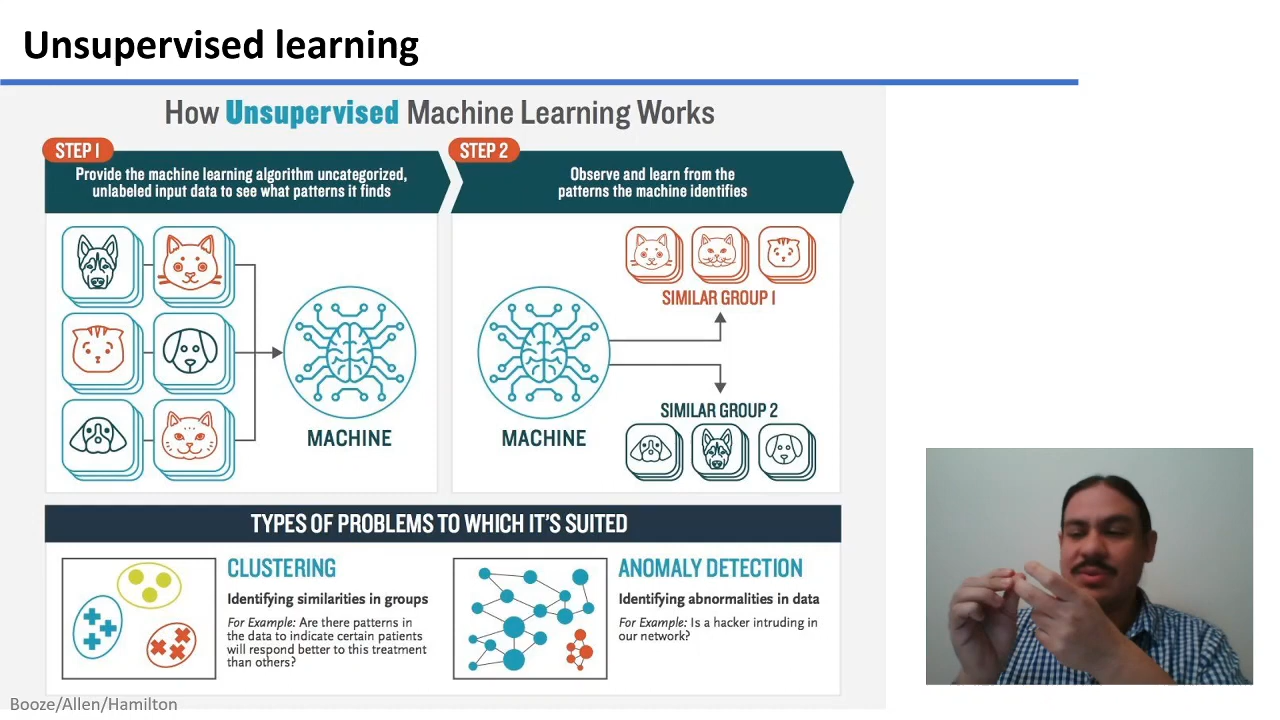 Unsupervised learning
How Unsupervised Machine Learning Works
STEP 1
Provide the machine learning algorithm uncategorized,
unlabeled input data to see what patterns it finds
MACHINE
STEP 2
Observe and learn from the
patterns the machine identifies
MACHINE
SIMILAR GROUP 1
SIMILAR GROUP 2
TYPES OF PROBLEMS TO WHICH IT'S SUITED
CLUSTERING
Identifying similarities in groups
For Example: Are there patterns in
the data to indicate certain patients
will respond better to this treatment
than others?
ANOMALY DETECTION
Identifying abnormalities in data
For Example: Is a hacker intruding in
our network?
Booze/Allen/Hamilton